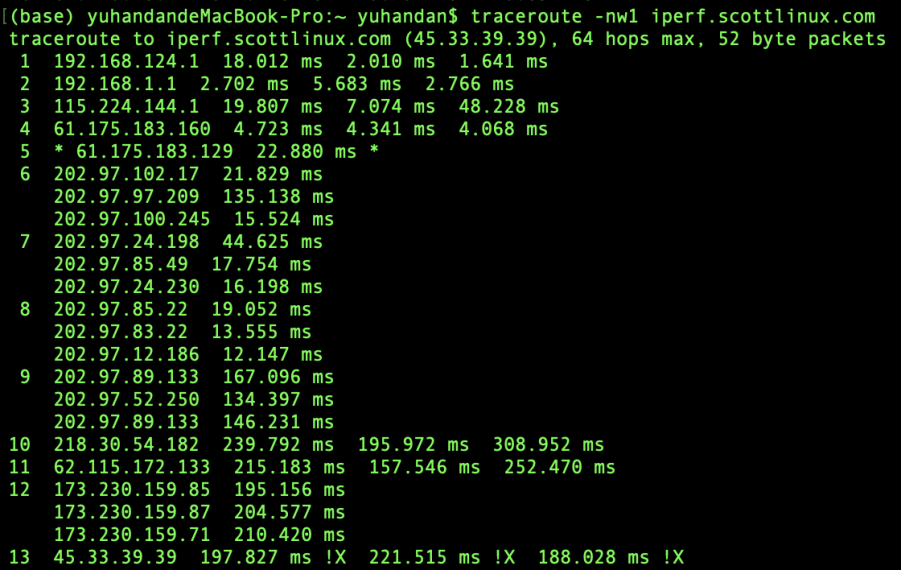 [(base) yuhandandeMacBook-Pro:~ yuhandan$ traceroute -nw1 iperf.scottlinux.com
traceroute to iperf.scottlinux.com (45.33.39.39), 64 hops max, 52 byte packets
 1  192.168.124.1  18.012 ms  2.010 ms  1.641 ms
 2  192.168.1.1  2.702 ms  5.683 ms  2.766 ms
 3  115.224.144.1  19.807 ms  7.074 ms  48.228 ms
 4  61.175.183.160  4.723 ms  4.341 ms  4.068 ms
 5  * 61.175.183.129  22.880 ms *
 6  202.97.102.17  21.829 ms
    202.97.97.209  135.138 ms
    202.97.100.245  15.524 ms
 7  202.97.24.198  44.625 ms
    202.97.85.49  17.754 ms
    202.97.24.230  16.198 ms
 8  202.97.85.22  19.052 ms
    202.97.83.22  13.555 ms
    202.97.12.186  12.147 ms
 9  202.97.89.133  167.096 ms
    202.97.52.250  134.397 ms
    202.97.89.133  146.231 ms
10  218.30.54.182  239.792 ms  195.972 ms  308.952 ms
11  62.115.172.133  215.183 ms  157.546 ms  252.470 ms
12  173.230.159.85  195.156 ms
    173.230.159.87  204.577 ms
    173.230.159.71  210.420 ms
13  45.33.39.39  197.827 ms !X  221.515 ms !X  188.028 ms !X